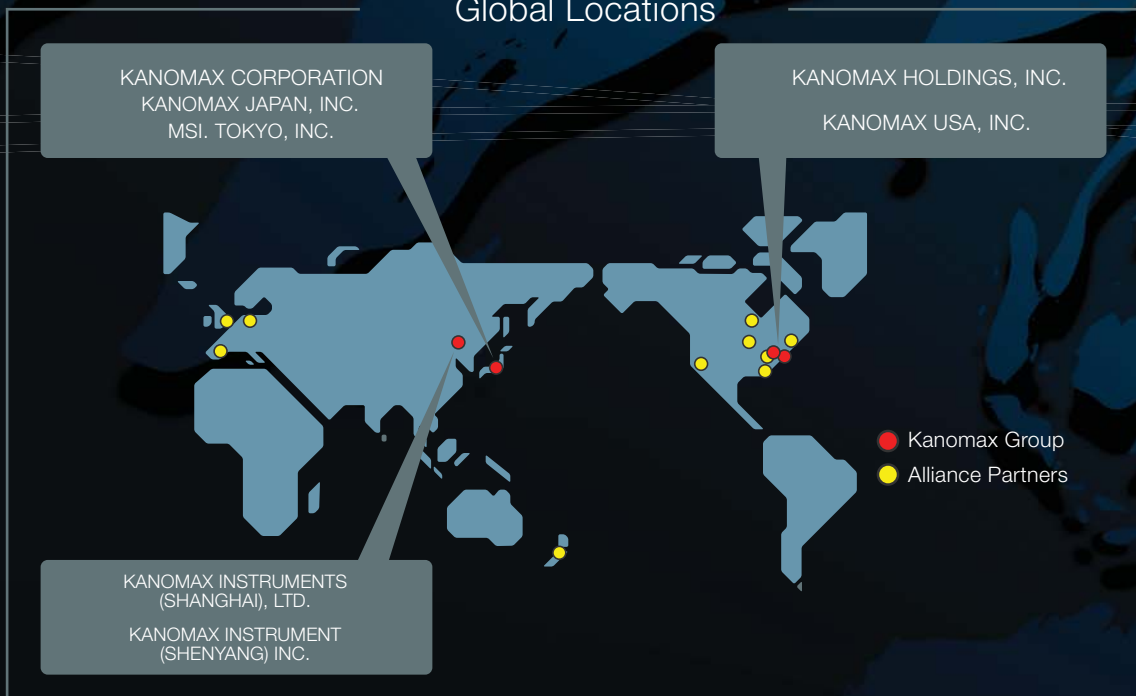 Global Locations
KANOMAX CORPORATION
KANOMAX JAPAN, INC.
MSI. TOKYO, INC.
KANOMAX HOLDINGS, INC.
KANOMAX USA, INC.
Kanomax Group
Alliance Partners
KANOMAX INSTRUMENTS
(SHANGHAI), LTD.
KANOMAX INSTRUMENT
(SHENYANG) INC.